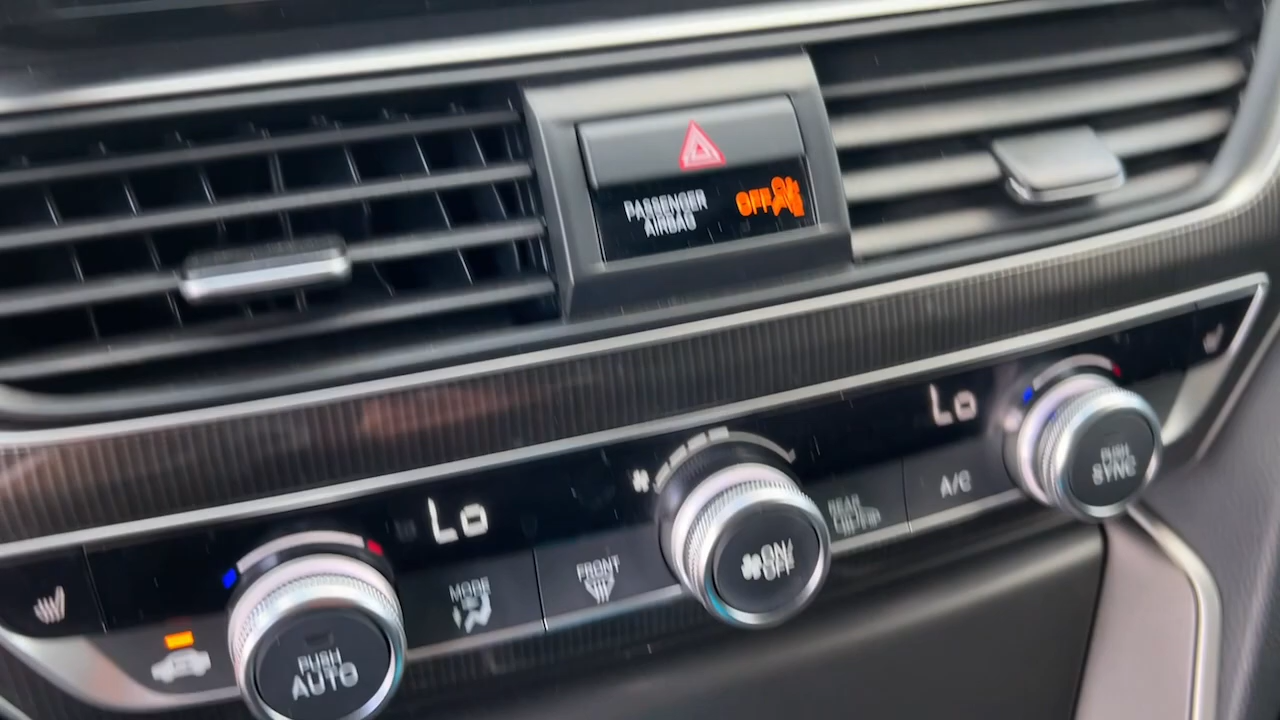 PASSENGER
AIRBAG
OFF
Lo
Lo
PUSH
SYNC
A/C
REAR
ON/
OFF
FRONT
MODE
PUSH
AUTO